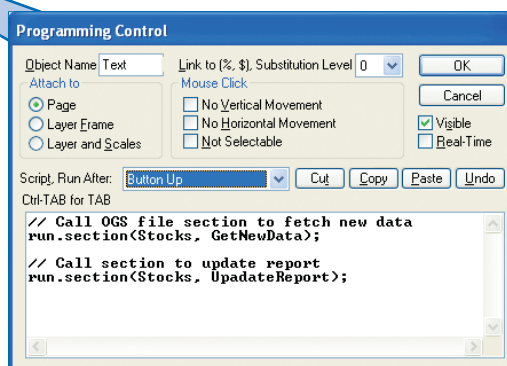 Programming Control
Object Name Text Link to (%, $), Substitution Level 0 OK
Attach to Mouse Click Cancel
Page No Vertical Movement Visible
Layer Frame No Horizontal Movement Real-Time
Layer and Scales Not Selectable
Script, Run After: Button Up Cut Copy Paste Undo
Ctrl-TAB for TAB
// Call OGS file section to fetch new data
run.section(Stocks, GetNewData);
// Call section to update report
run.section(Stocks, UpadateReport);